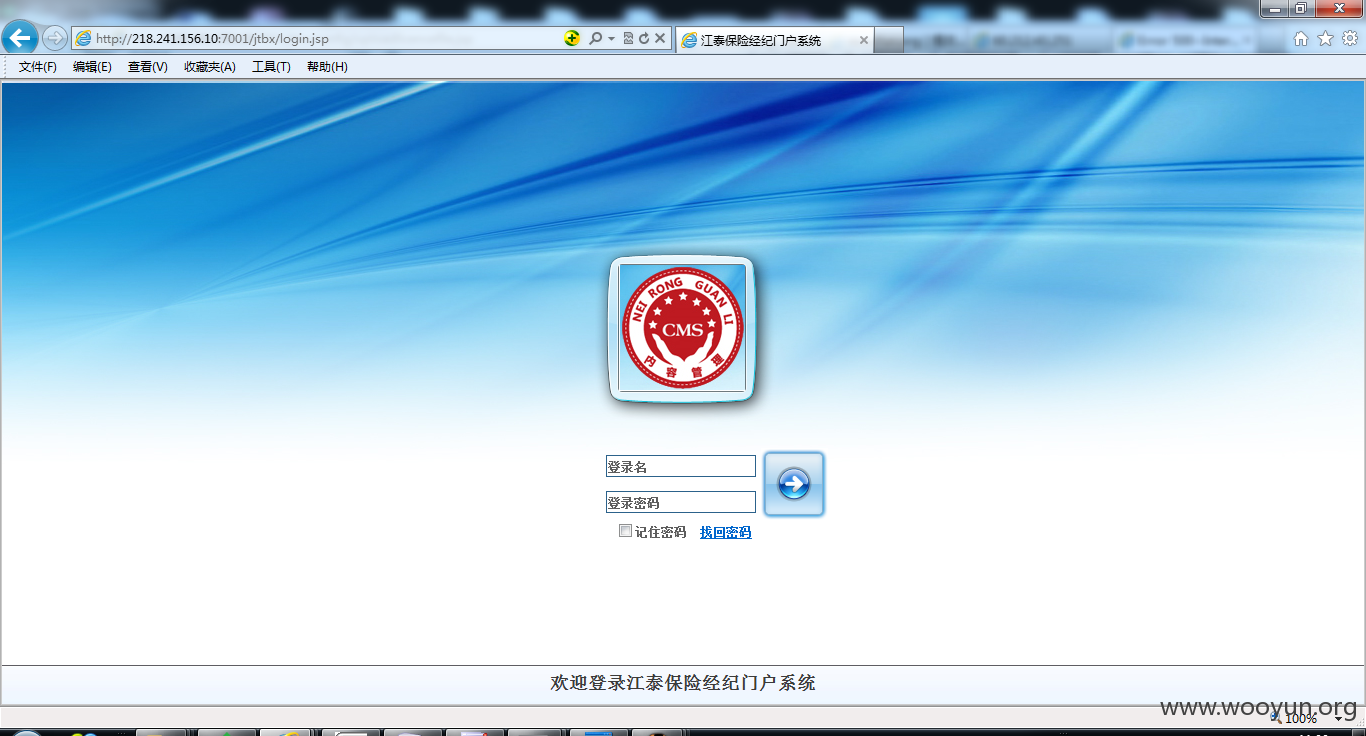 http://218.241.156.10:7001/jtbx/login.jsp
江泰保险经纪门户系统
文件(F) 编辑(E) 查看(V) 收藏夹(A) 工具(T) 帮助(H)
NEI RONG GUAN LI
CMS
内容管理
登录名
登录密码
记住密码 找回密码
欢迎登录江泰保险经纪门户系统
www.wooyun.org
100%